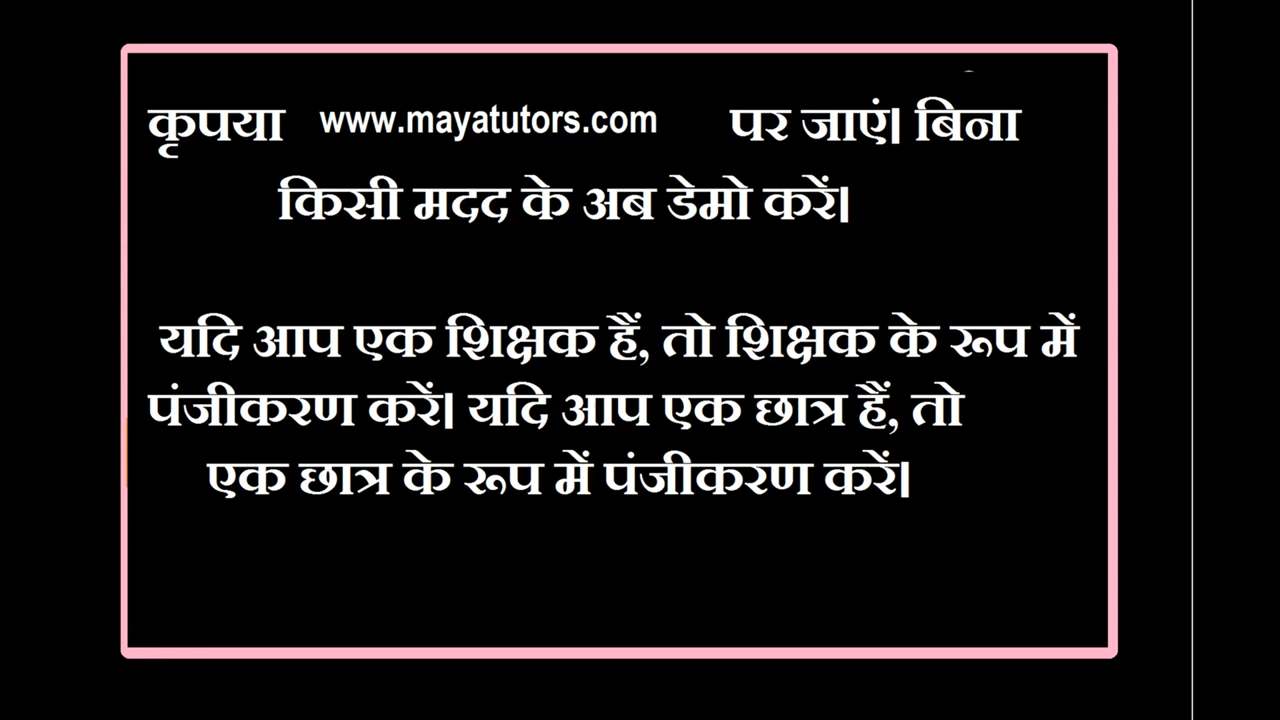 कृपया www.mayatutors.com पर जाएं। बिना
किसी मदद के अब डेमो करें।
यदि आप एक शिक्षक हैं, तो शिक्षक के रूप में
पंजीकरण करें। यदि आप एक छात्र हैं, तो
एक छात्र के रूप में पंजीकरण करें।